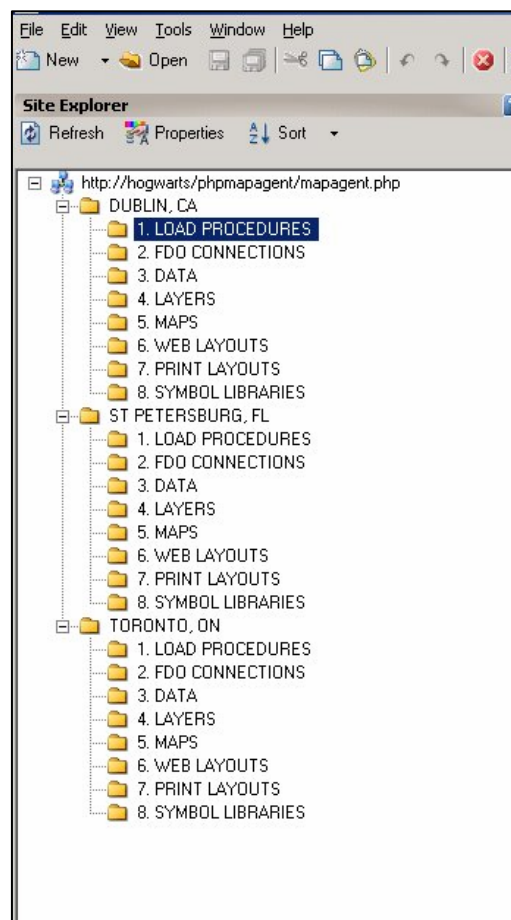 File Edit View Tools Window Help
New Open
Site Explorer
Refresh Properties Sort
http://hogwarts/phpmapagent/mapagent.php
DUBLIN, CA
1. LOAD PROCEDURES
2. FDO CONNECTIONS
3. DATA
4. LAYERS
5. MAPS
6. WEB LAYOUTS
7. PRINT LAYOUTS
8. SYMBOL LIBRARIES
ST PETERSBURG, FL
1. LOAD PROCEDURES
2. FDO CONNECTIONS
3. DATA
4. LAYERS
5. MAPS
6. WEB LAYOUTS
7. PRINT LAYOUTS
8. SYMBOL LIBRARIES
TORONTO, ON
1. LOAD PROCEDURES
2. FDO CONNECTIONS
3. DATA
4. LAYERS
5. MAPS
6. WEB LAYOUTS
7. PRINT LAYOUTS
8. SYMBOL LIBRARIES